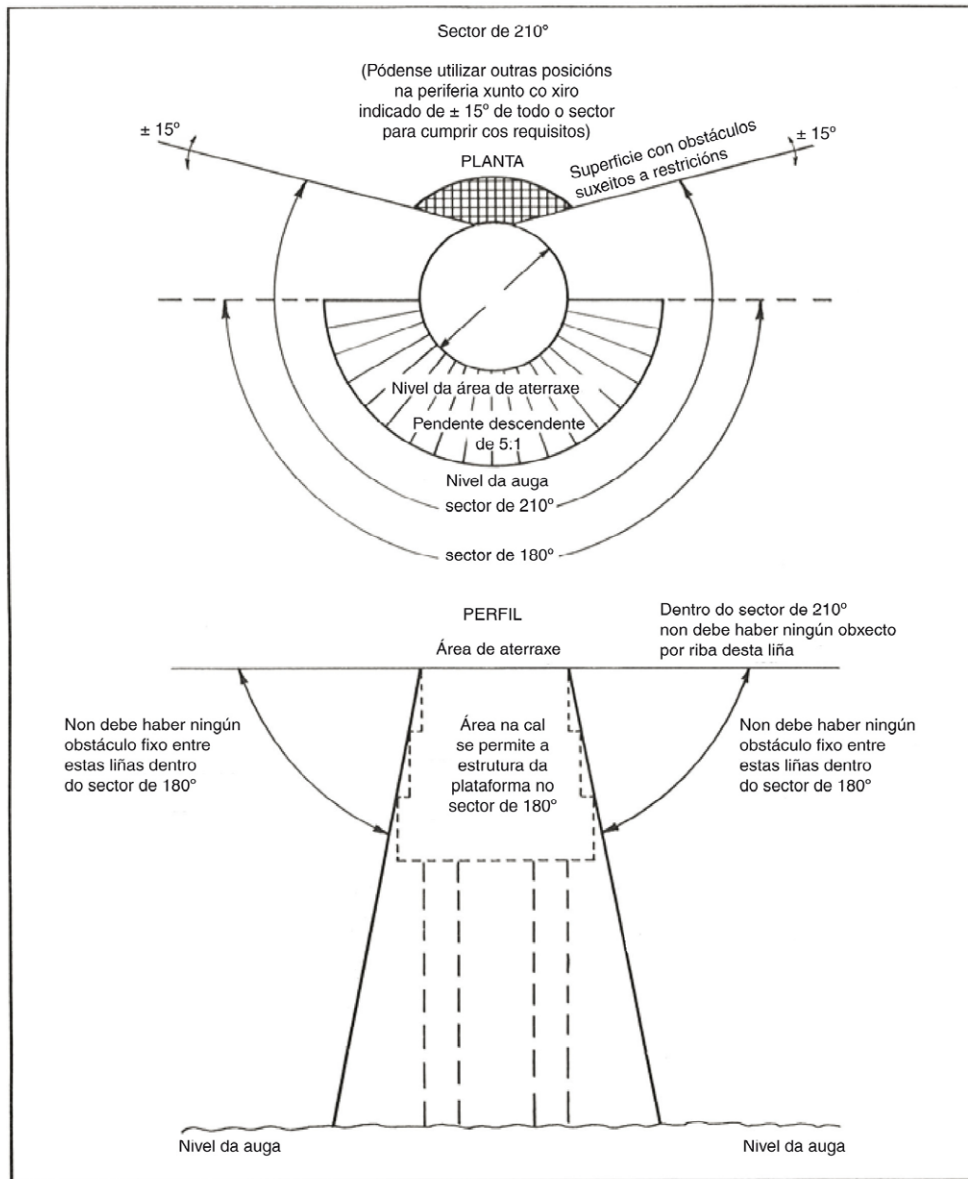 Sector de 210º
(Pódense utilizar outras posicións
na periferia xunto co xiro
indicado de ± 15º de todo o sector
para cumprir cos requisitos)
± 15º
± 15º
PLANTA
Superficie con obstáculos
suxeitos a restricións
Nivel da área de aterraxe
Pendente descendente
de 5:1
Nivel da auga
sector de 210º
sector de 180º
PERFIL
Área de aterraxe
Dentro do sector de 210º
non debe haber ningún obxecto
por riba desta liña
Non debe haber ningún
obstáculo fixo entre
estas liñas dentro
do sector de 180º
Área na cal
se permite a
estrutura da
plataforma no
sector de 180º
Non debe haber ningún
obstáculo fixo entre
estas liñas dentro
do sector de 180º
Nivel da auga
Nivel da auga